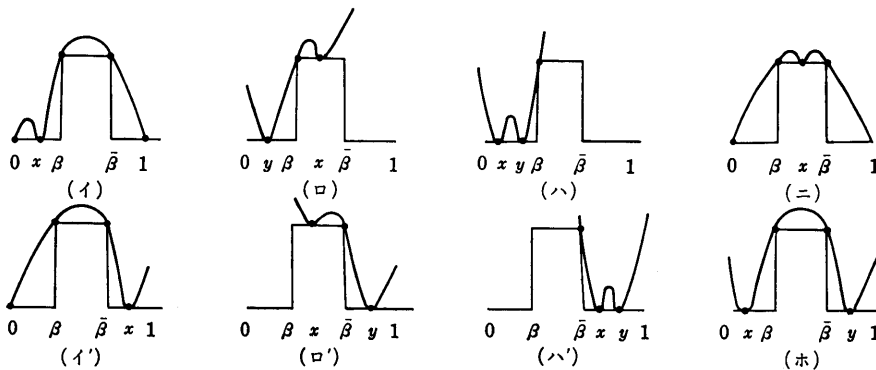 0 x β β̄ 1
(イ)
0 y β x β̄ 1
(ロ)
0 x y β β̄ 1
(ハ)
0 β x β̄ 1
(ニ)
0 β β̄ x 1
(イ')
0 β x β̄ y 1
(ロ')
0 β β̄ x y 1
(ハ')
0 x β β̄ y 1
(ホ)